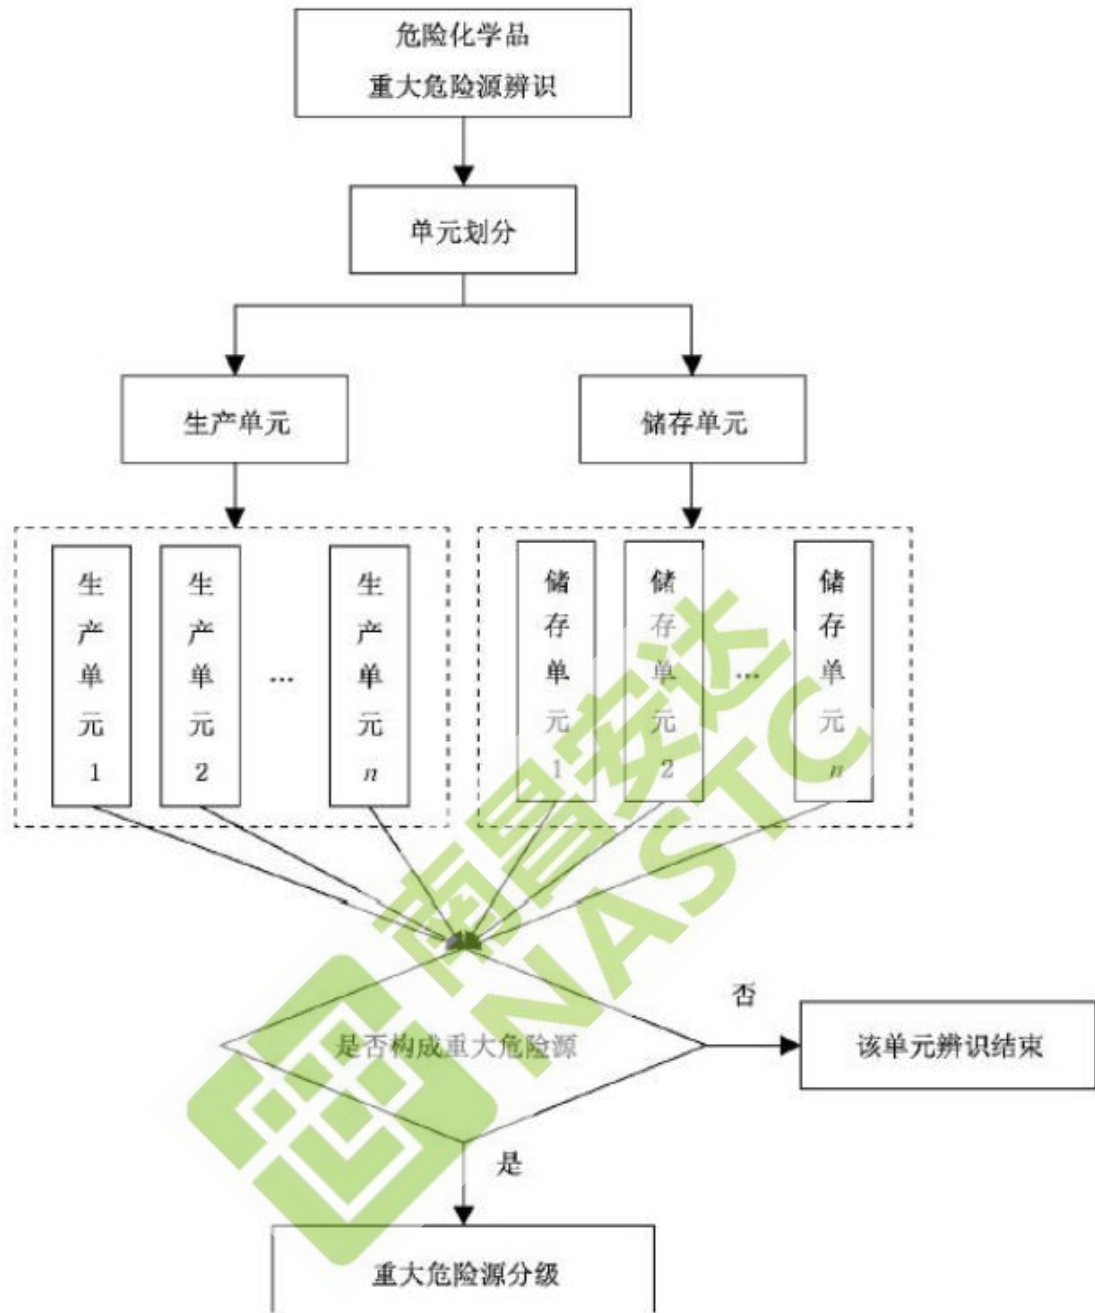 危险化学品
重大危险源辨识
单元划分
生产单元
储存单元
生产单元1
生产单元2
…
生产单元n
储存单元1
储存单元2
…
储存单元n
南昌安达
NASTC
是否构成重大危险源
否
该单元辨识结束
是
重大危险源分级